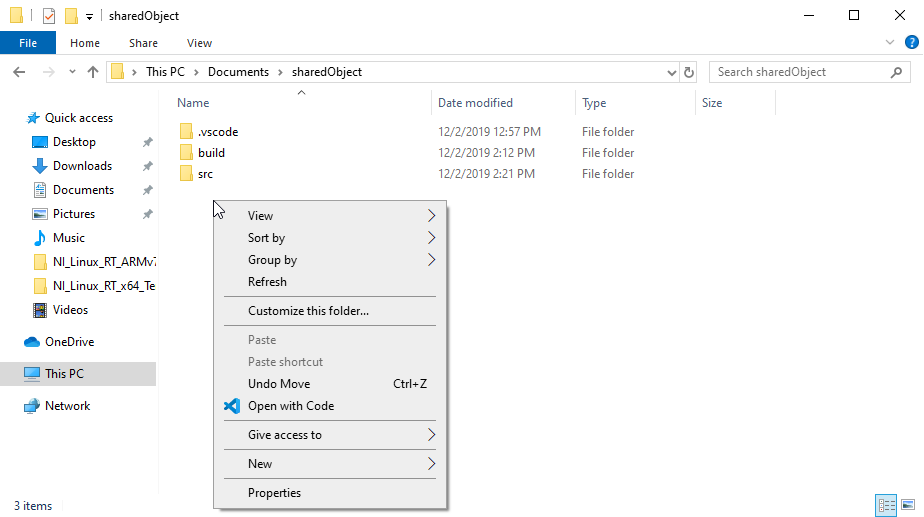 sharedObject
File Home Share View
This PC Documents sharedObject Search sharedObject
Name Date modified Type Size
Quick access
Desktop
Downloads
Documents
Pictures
Music
NI_Linux_RT_ARMv7
NI_Linux_RT_x64_Te
Videos
OneDrive
This PC
Network
.vscode 12/2/2019 12:57 PM File folder
build 12/2/2019 2:12 PM File folder
src 12/2/2019 2:21 PM File folder
View
Sort by
Group by
Refresh
Customize this folder...
Paste
Paste shortcut
Undo Move Ctrl+Z
Open with Code
Give access to
New
Properties
3 items